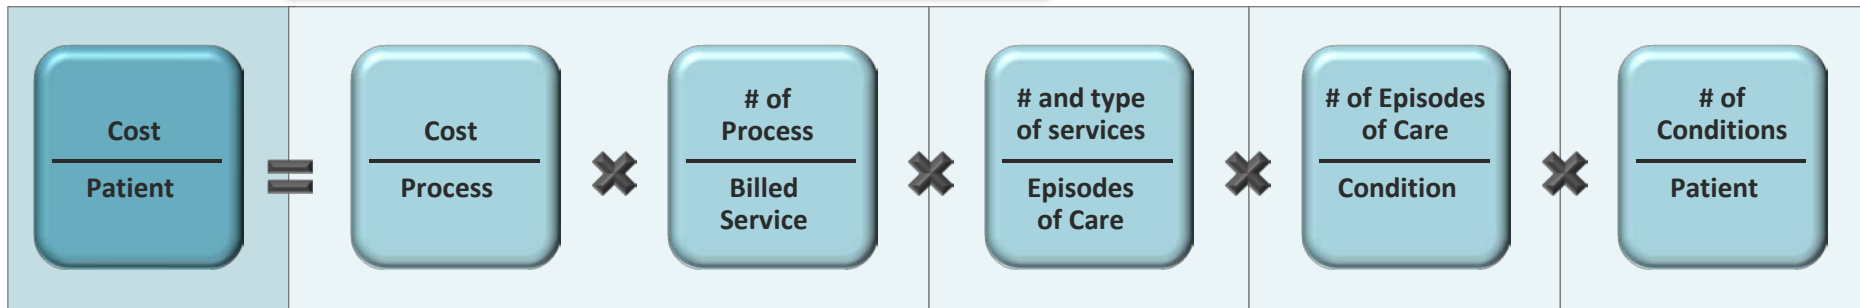 Cost
Patient
=
Cost
Process
×
# of
Process
Billed
Service
×
# and type
of services
Episodes
of Care
×
# of Episodes
of Care
Condition
×
# of
Conditions
Patient